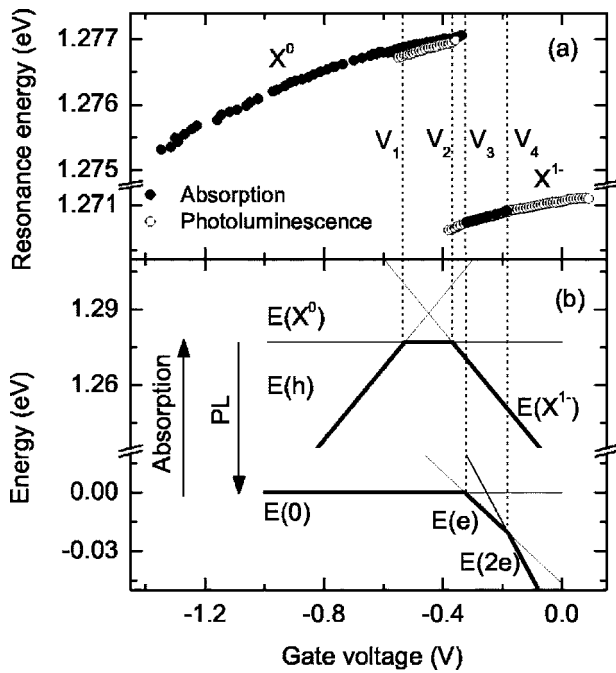 1.277
(a)
X⁰
1.276
V₁ V₂ V₃ V₄
1.275
X¹⁻
Absorption
1.271
Photoluminescence
Resonance energy (eV)
(b)
1.29
E(X⁰)
E(h)
1.26
E(X¹⁻)
Absorption
PL
Energy (eV)
0.00
E(0)
E(e)
-0.03
E(2e)
-1.2 -0.8 -0.4 0.0
Gate voltage (V)